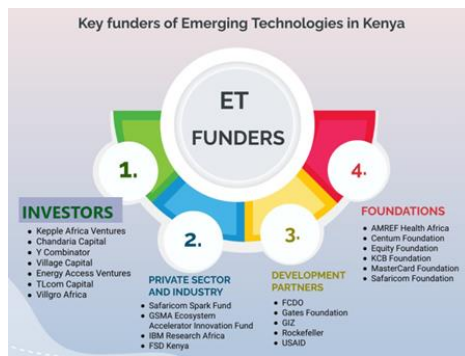 Key funders of Emerging Technologies in Kenya
ET
FUNDERS
1.
2.
3.
4.
INVESTORS
• Kepple Africa Ventures
• Chandaria Capital
• Y Combinator
• Village Capital
• Energy Access Ventures
• TLcom Capital
• Villgro Africa
PRIVATE SECTOR
AND INDUSTRY
• Safaricom Spark Fund
• GSMA Ecosystem
Accelerator Innovation Fund
• IBM Research Africa
• FSD Kenya
DEVELOPMENT
PARTNERS
• FCDO
• Gates Foundation
• GIZ
• Rockefeller
• USAID
FOUNDATIONS
• AMREF Health Africa
• Centum Foundation
• Equity Foundation
• KCB Foundation
• MasterCard Foundation
• Safaricom Foundation